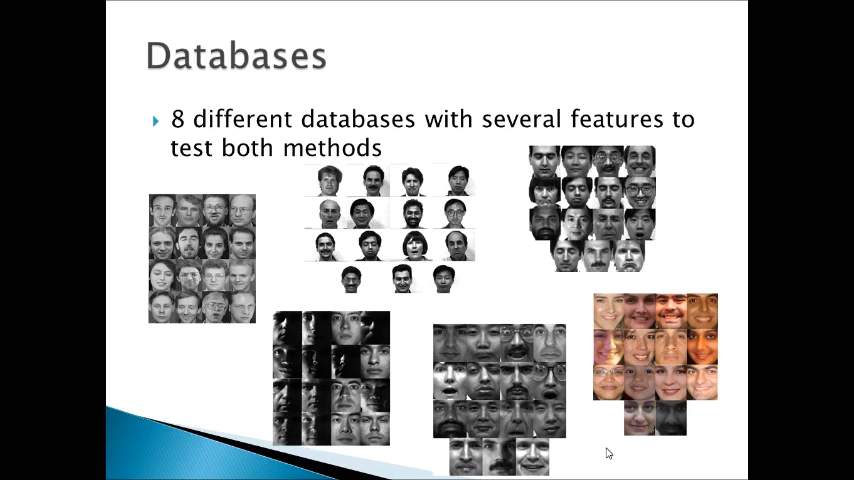 Databases
8 different databases with several features to
test both methods